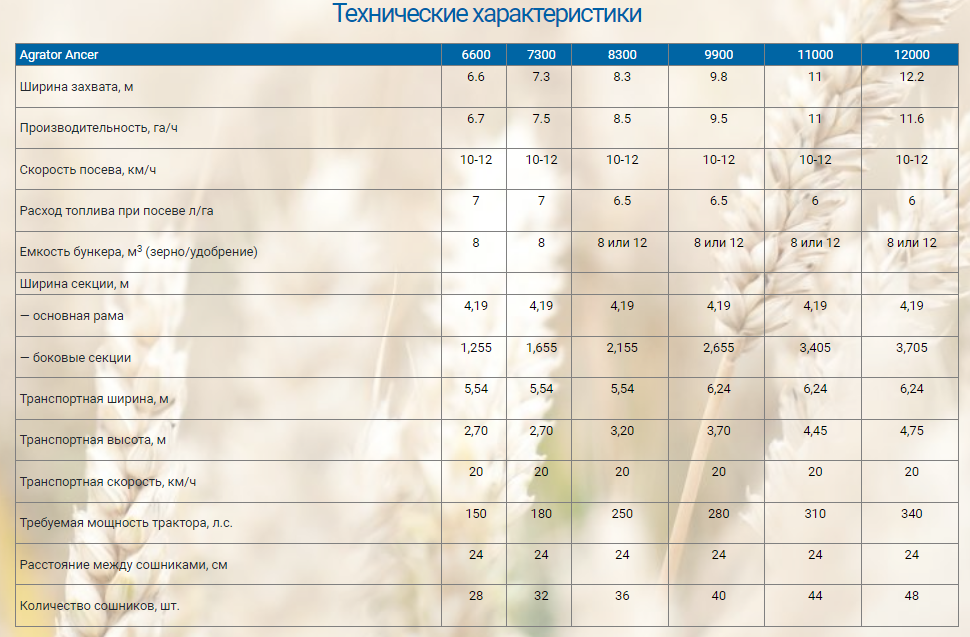 Технические характеристики
Agrator Ancer 6600 7300 8300 9900 11000 12000
Ширина захвата, м 6.6 7.3 8.3 9.8 11 12.2
Производительность, га/ч 6.7 7.5 8.5 9.5 11 11.6
Скорость посева, км/ч 10-12 10-12 10-12 10-12 10-12 10-12
Расход топлива при посеве л/га 7 7 6.5 6.5 6 6
Емкость бункера, м³ (зерно/удобрение) 8 8 8 или 12 8 или 12 8 или 12 8 или 12
Ширина секции, м
— основная рама 4,19 4,19 4,19 4,19 4,19 4,19
— боковые секции 1,255 1,655 2,155 2,655 3,405 3,705
Транспортная ширина, м 5,54 5,54 5,54 6,24 6,24 6,24
Транспортная высота, м 2,70 2,70 3,20 3,70 4,45 4,75
Транспортная скорость, км/ч 20 20 20 20 20 20
Требуемая мощность трактора, л.с. 150 180 250 280 310 340
Расстояние между сошниками, см 24 24 24 24 24 24
Количество сошников, шт. 28 32 36 40 44 48